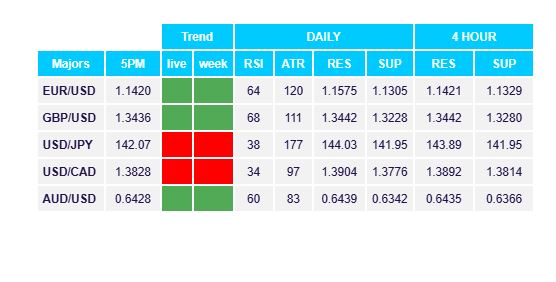 Trend DAILY 4 HOUR
Majors 5PM live week RSI ATR RES SUP RES SUP
EUR/USD 1.1420 64 120 1.1575 1.1305 1.1421 1.1329
GBP/USD 1.3436 68 111 1.3442 1.3228 1.3442 1.3280
USD/JPY 142.07 38 177 144.03 141.95 143.89 141.95
USD/CAD 1.3828 34 97 1.3904 1.3776 1.3892 1.3814
AUD/USD 0.6428 60 83 0.6439 0.6342 0.6435 0.6366